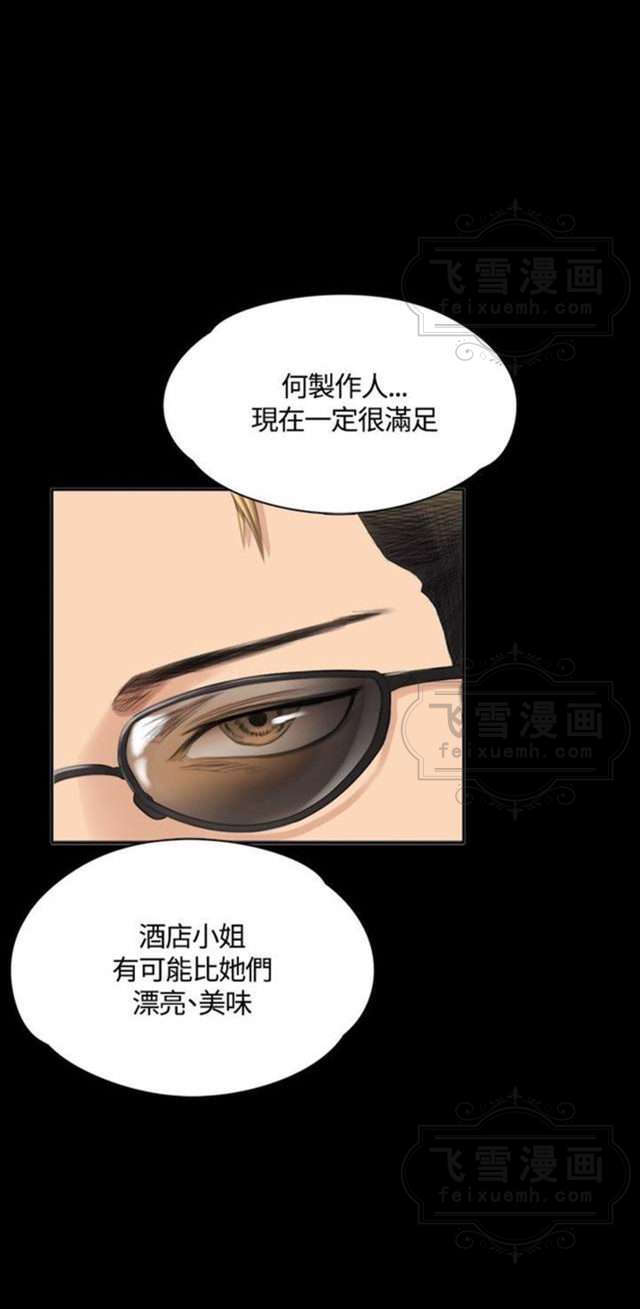 飞雪漫画
feixuemh.com
何製作人...
現在一定很滿足
飞雪漫画
feixuemh.com
酒店小姐
有可能比她們
漂亮、美味
飞雪漫画
feixuemh.com